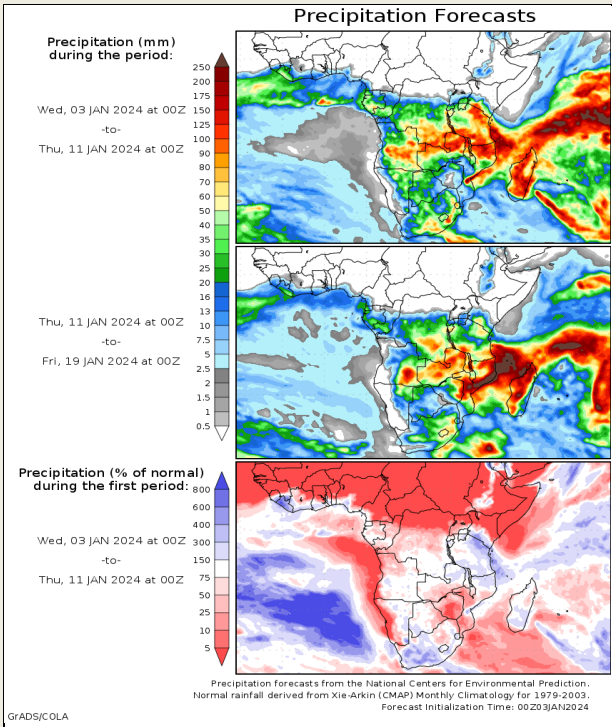 Precipitation Forecasts
Precipitation (mm)
during the period:
Wed, 03 JAN 2024 at 00Z
-to-
Thu, 11 JAN 2024 at 00Z
250
200
175
150
125
100
90
80
70
60
50
40
35
30
25
20
16
13
10
7.5
5
2.5
2
1.5
1
0.5
Thu, 11 JAN 2024 at 00Z
-to-
Fri, 19 JAN 2024 at 00Z
Precipitation (% of normal)
during the first period:
Wed, 03 JAN 2024 at 00Z
-to-
Thu, 11 JAN 2024 at 00Z
800
600
400
300
150
75
50
25
10
5
Precipitation forecasts from the National Centers for Environmental Prediction.
Normal rainfall derived from Xie-Arkin (CMAP) Monthly Climatology for 1979-2003.
Forecast Initialization Time: 00Z03JAN2024
GrADS/COLA